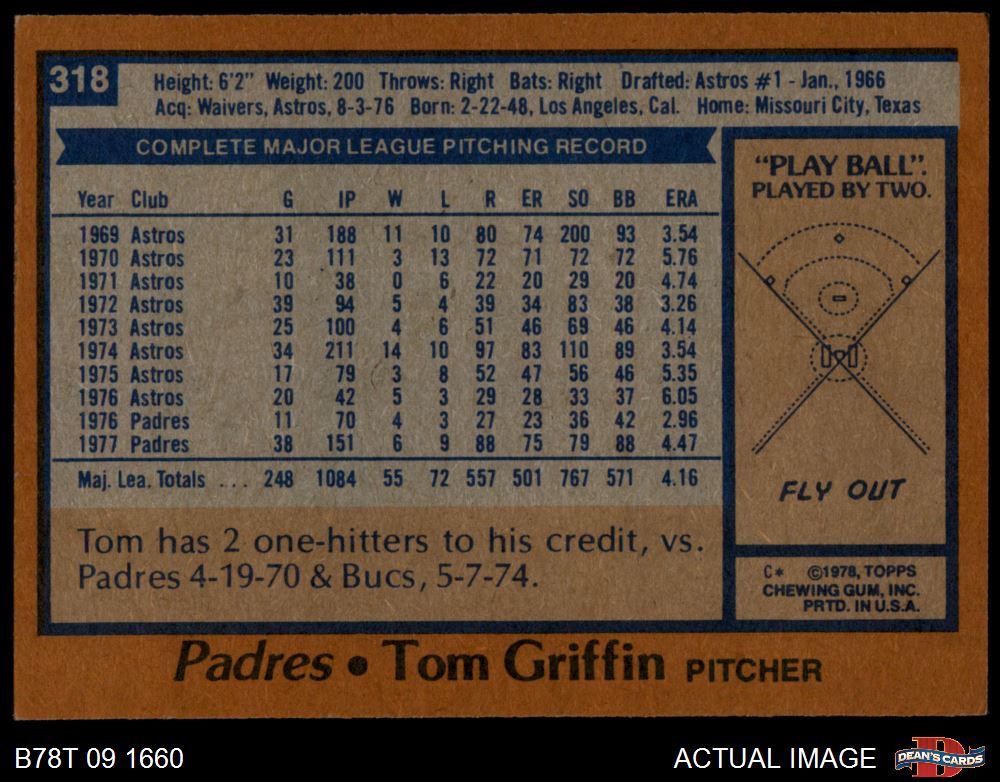 318
Height: 6'2" Weight: 200 Throws: Right Bats: Right Drafted: Astros #1 - Jan., 1966
Acq: Waivers, Astros, 8-3-76 Born: 2-22-48, Los Angeles, Cal. Home: Missouri City, Texas
COMPLETE MAJOR LEAGUE PITCHING RECORD
Year Club G IP W L R ER SO BB ERA
1969 Astros 31 188 11 10 80 74 200 93 3.54
1970 Astros 23 111 3 13 72 71 72 72 5.76
1971 Astros 10 38 0 6 22 20 29 20 4.74
1972 Astros 39 94 5 4 39 34 83 38 3.26
1973 Astros 25 100 4 6 51 46 69 46 4.14
1974 Astros 34 211 14 10 97 83 110 89 3.54
1975 Astros 17 79 3 8 52 47 56 46 5.35
1976 Astros 20 42 5 3 29 28 33 37 6.05
1976 Padres 11 70 4 3 27 23 36 42 2.96
1977 Padres 38 151 6 9 88 75 79 88 4.47
Maj. Lea. Totals ... 248 1084 55 72 557 501 767 571 4.16
Tom has 2 one-hitters to his credit, vs.
Padres 4-19-70 & Bucs, 5-7-74.
"PLAY BALL".
PLAYED BY TWO.
FLY OUT
C* ©1978, TOPPS
CHEWING GUM, INC.
PRTD. IN U.S.A.
Padres • Tom Griffin PITCHER
B78T 09 1660
ACTUAL IMAGE
D
DEAN'S CARDS